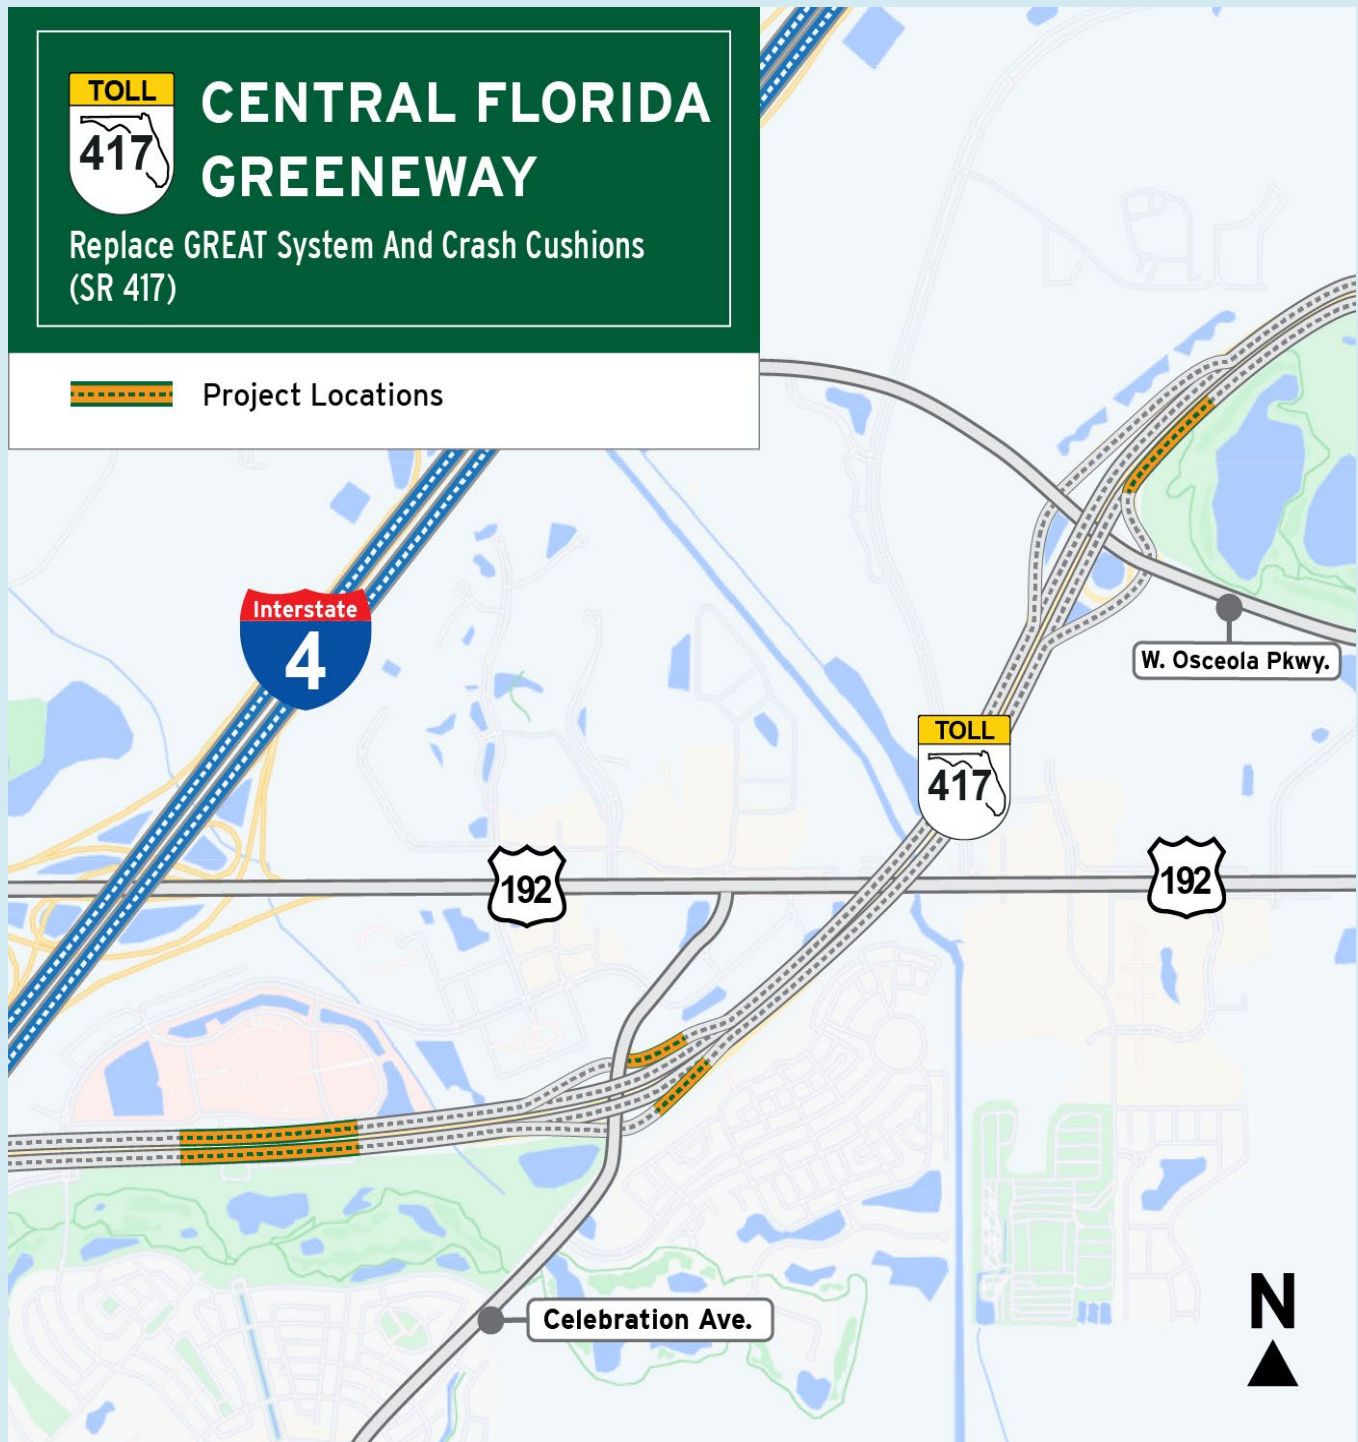 TOLL
417
CENTRAL FLORIDA
GREENEWAY
Replace GREAT System And Crash Cushions
(SR 417)
Project Locations
Interstate
4
W. Osceola Pkwy.
TOLL
417
192
192
Celebration Ave.
N